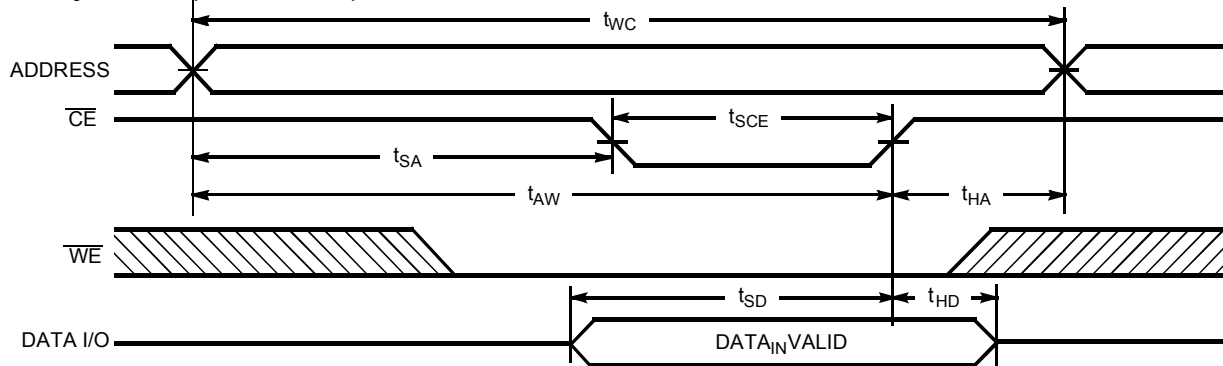 tWC
ADDRESS
CE
tSCE
tSA
tAW
tHA
WE
tSD
tHD
DATA I/O
DATAINVALID